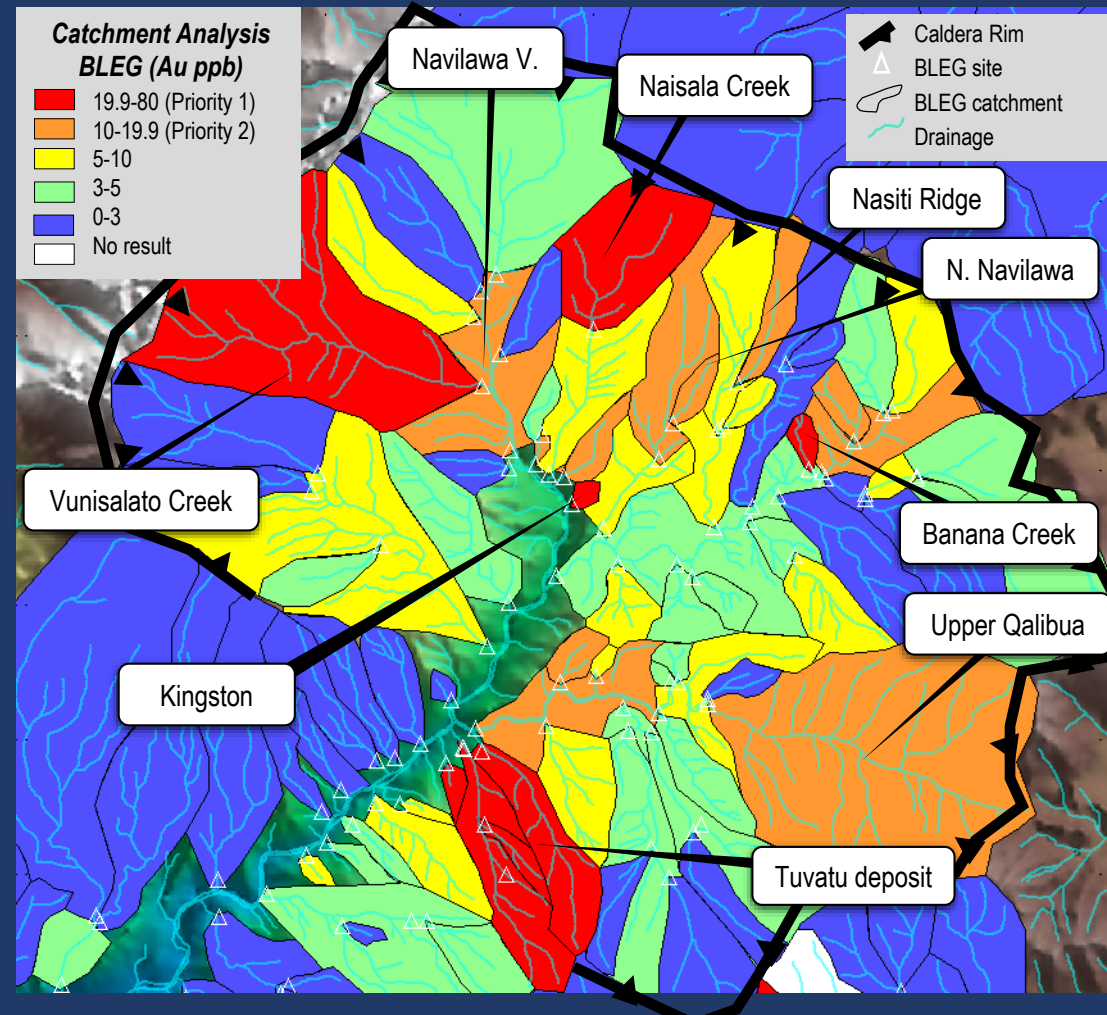 Catchment Analysis
BLEG (Au ppb)
19.9-80 (Priority 1)
10-19.9 (Priority 2)
5-10
3-5
0-3
No result
Caldera Rim
BLEG site
BLEG catchment
Drainage
Navilawa V.
Naisala Creek
Nasiti Ridge
N. Navilawa
Vunisalato Creek
Banana Creek
Upper Qalibua
Kingston
Tuvatu deposit